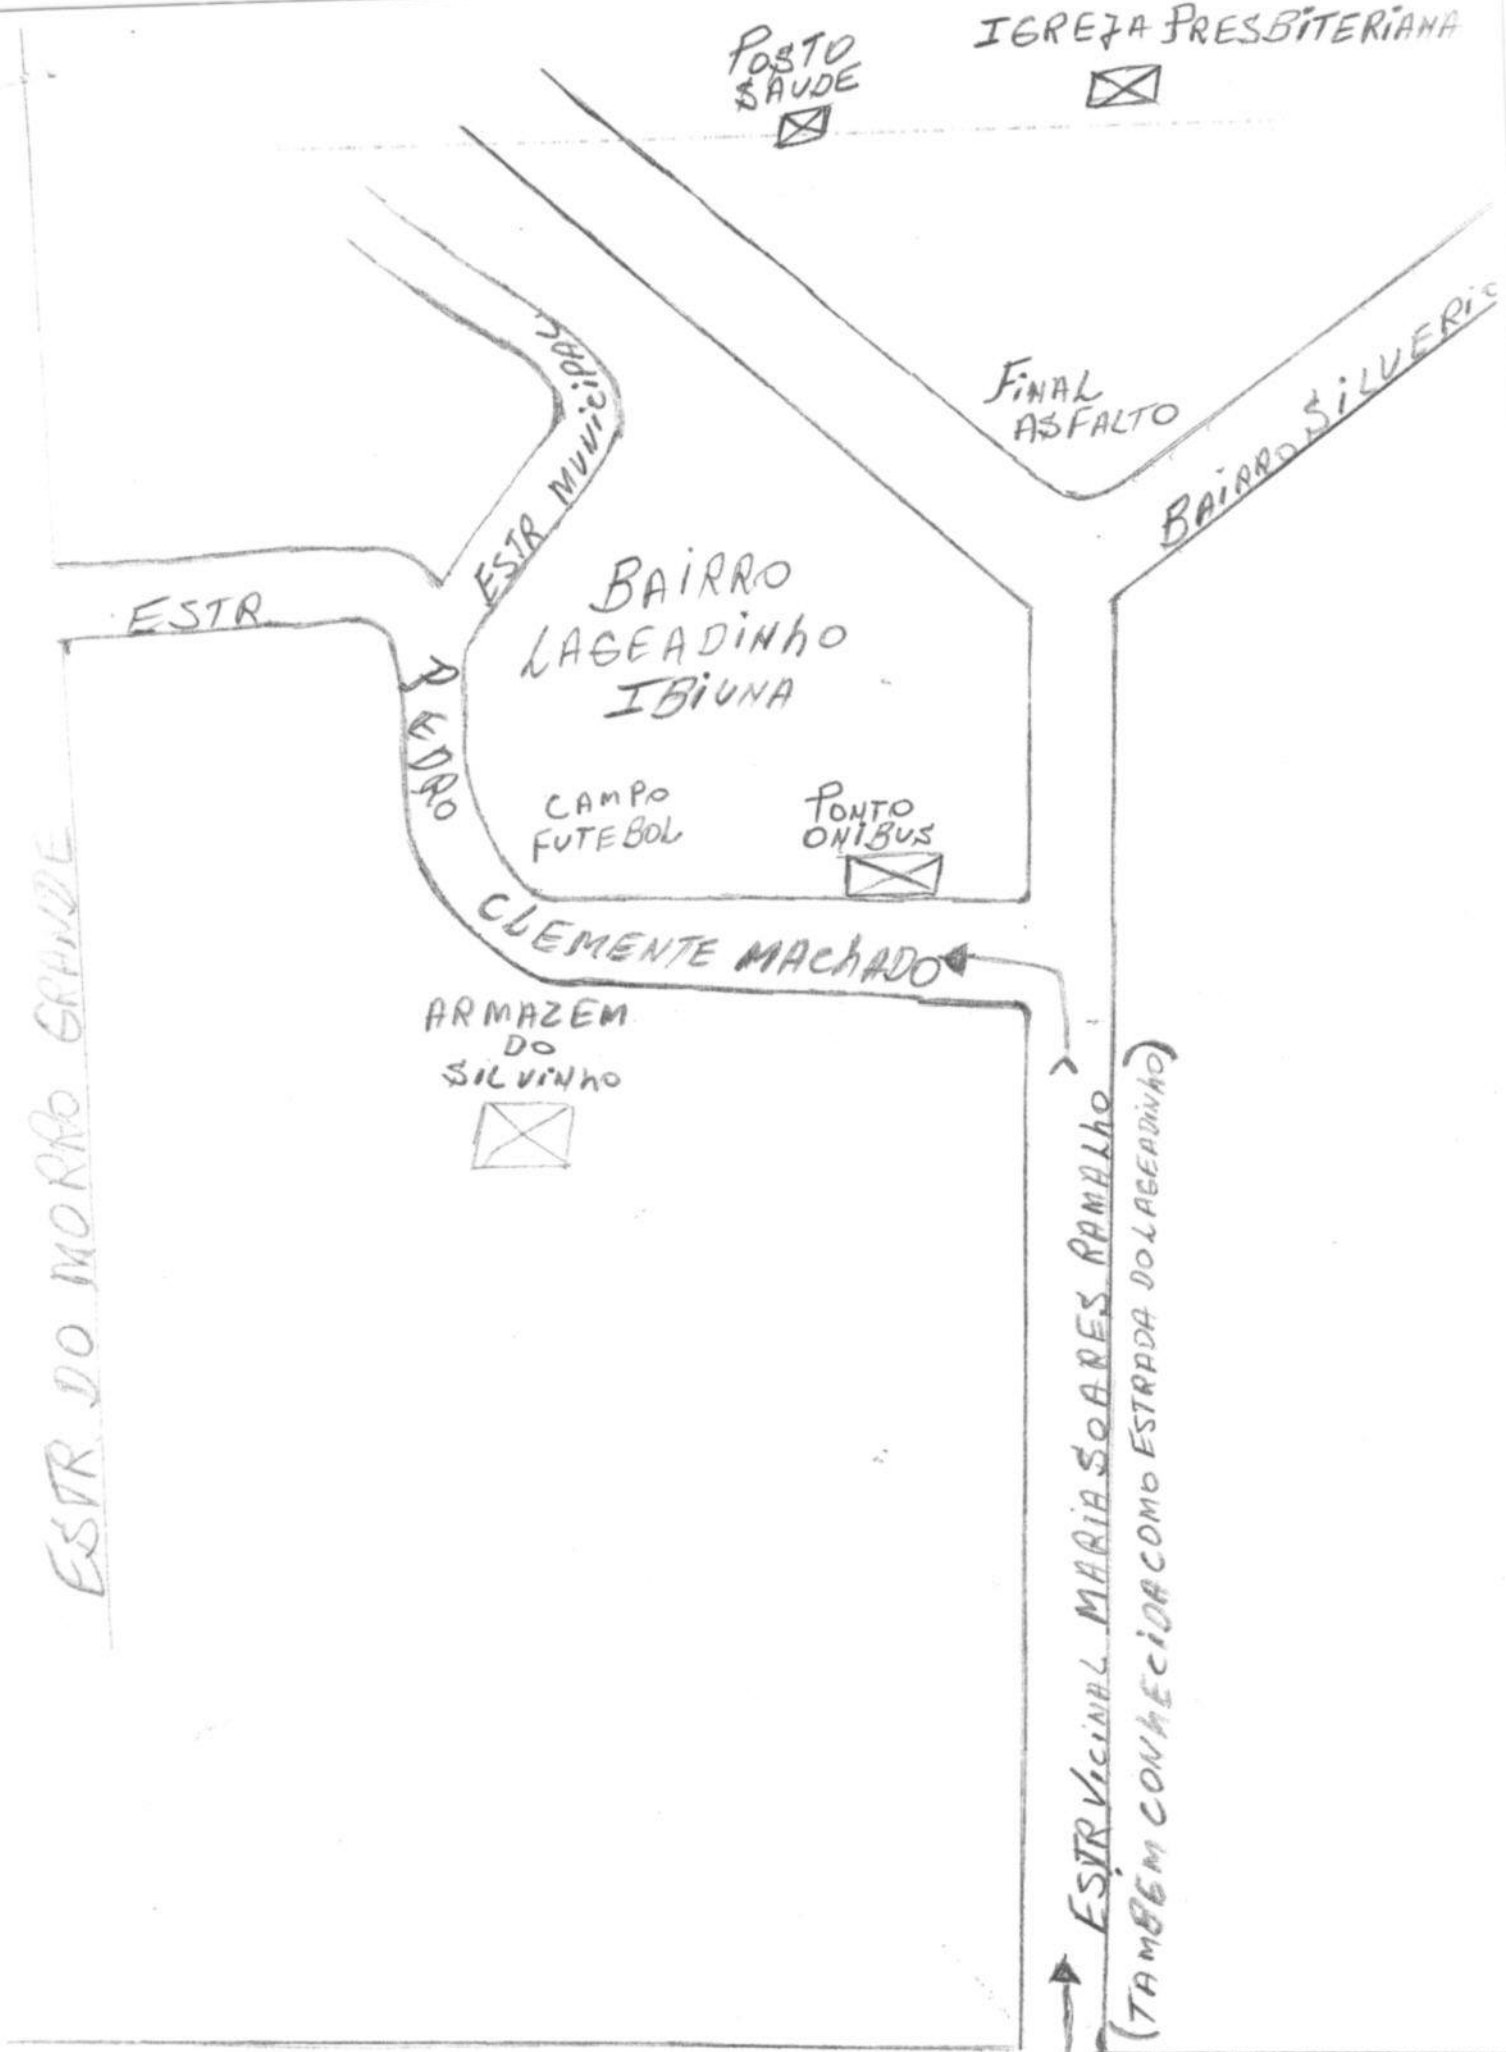 POSTO
SAUDE
IGREJA PRESBITERIANA
FINAL
ASFALTO
BAIRRO SILVERIO
ESTR MUNICIPAL
BAIRRO
LAGEADINHO
IBIUNA
ESTR
PEDRO
CLEMENTE MACHADO
CAMPO
FUTEBOL
PONTO
ONIBUS
ARMAZEM
DO
SILVINHO
ESTR DO MORRO GRANDE
ESTR VICINAL MARIA SOARES RAMALHO
(TAMBEM CONHECIDA COMO ESTRADA DO LAGEADINHO)